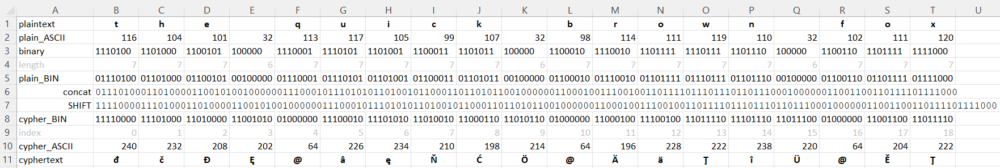 A B C D E F G H I J K L M N O P Q R S T U
1 plaintext t h e q u i c k b r o w n f o x
2 plain_ASCII 116 104 101 32 113 117 105 99 107 32 98 114 111 119 110 32 102 111 120
3 binary 1110100 1101000 1100101 100000 1110001 1110101 1101001 1100011 1101011 100000 1100010 1110010 1101111 1110111 1101110 100000 1100110 1101111 1111000
4 length 7 7 7 6 7 7 7 7 7 6 7 7 7 7 7 6 7 7 7
5 plain_BIN 01110100 01101000 01100101 00100000 01110001 01110101 01101001 01100011 01101011 00100000 01100010 01110010 01101111 01110111 01101110 00100000 01100110 01101111 01111000
6 concat 01110100011010000110010100100000011100010111010101101001011000110110101100100000011000100111001001101111011101110110111000100000011001100110111101111000
7 SHIFT 111100001110100011010000110010100100000011100010111010101101001011000110110101100100000011000100111001001101111011101110110111000100000011001100110111101111000
8 cypher_BIN 11110000 11101000 11010000 11001010 01000000 11100010 11101010 11010010 11000110 11010110 01000000 11000100 11100100 11011110 11101110 11011100 01000000 11001100 11011110
9 index 0 1 2 3 4 5 6 7 8 9 10 11 12 13 14 15 16 17 18
10 cypher_ASCII 240 232 208 202 64 226 234 210 198 214 64 196 228 222 238 220 64 204 222
11 cyphertext đ č Đ Ę @ â ę Ň Ć Ö @ Ä ä Ţ î Ü @ Ě Ţ